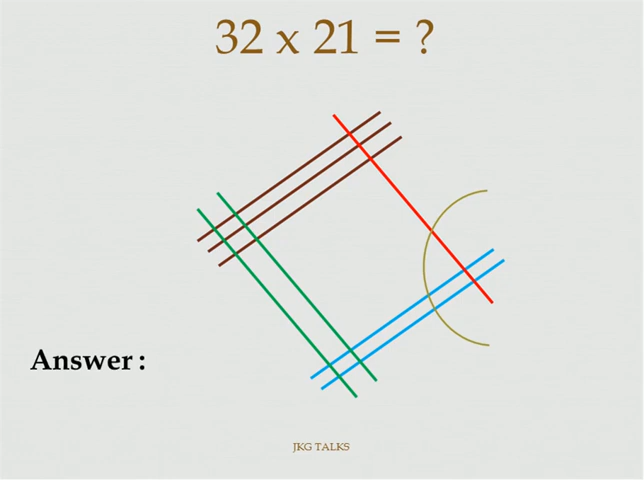 32 x 21 = ?
Answer :
JKG TALKS